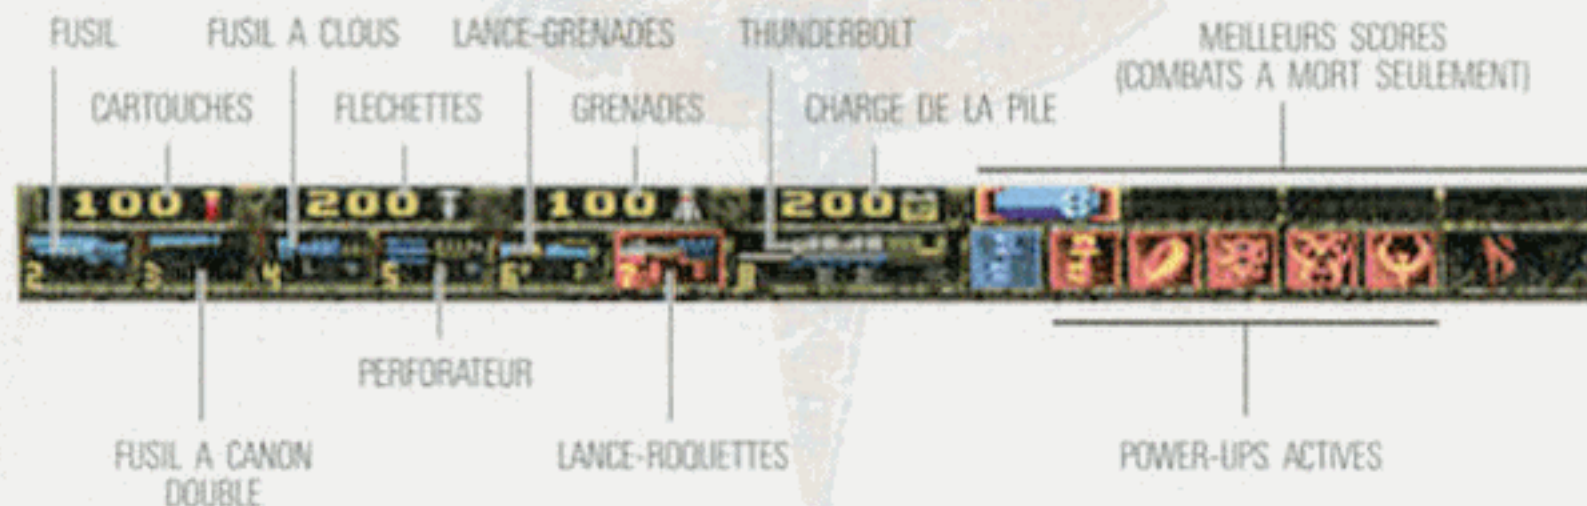 FUSIL FUSIL A CLOUS LANCE-GRENADES THUNDERBOLT
MEILLEURS SCORES
(COMBATS A MORT SEULEMENT)
CARTOUCHES FLECHETTES GRENADES CHARGE DE LA PILE
100 200 100 200
2 3 4 5 6 7 8
PERFORATEUR
FUSIL A CANON
DOUBLE
LANCE-ROQUETTES
POWER-UPS ACTIVES